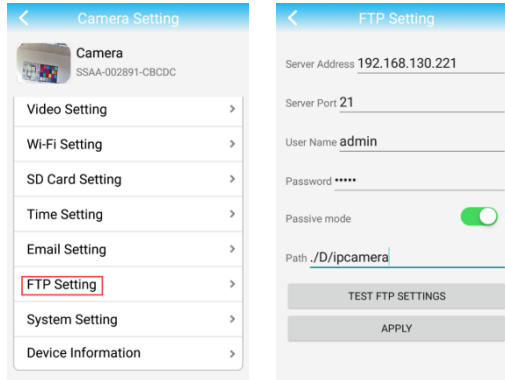 Camera Setting
Camera
SSAA-002891-CBCDC
Video Setting
Wi-Fi Setting
SD Card Setting
Time Setting
Email Setting
FTP Setting
System Setting
Device Information
FTP Setting
Server Address 192.168.130.221
Server Port 21
User Name admin
Password •••••
Passive mode
Path ./D/ipcamera
TEST FTP SETTINGS
APPLY